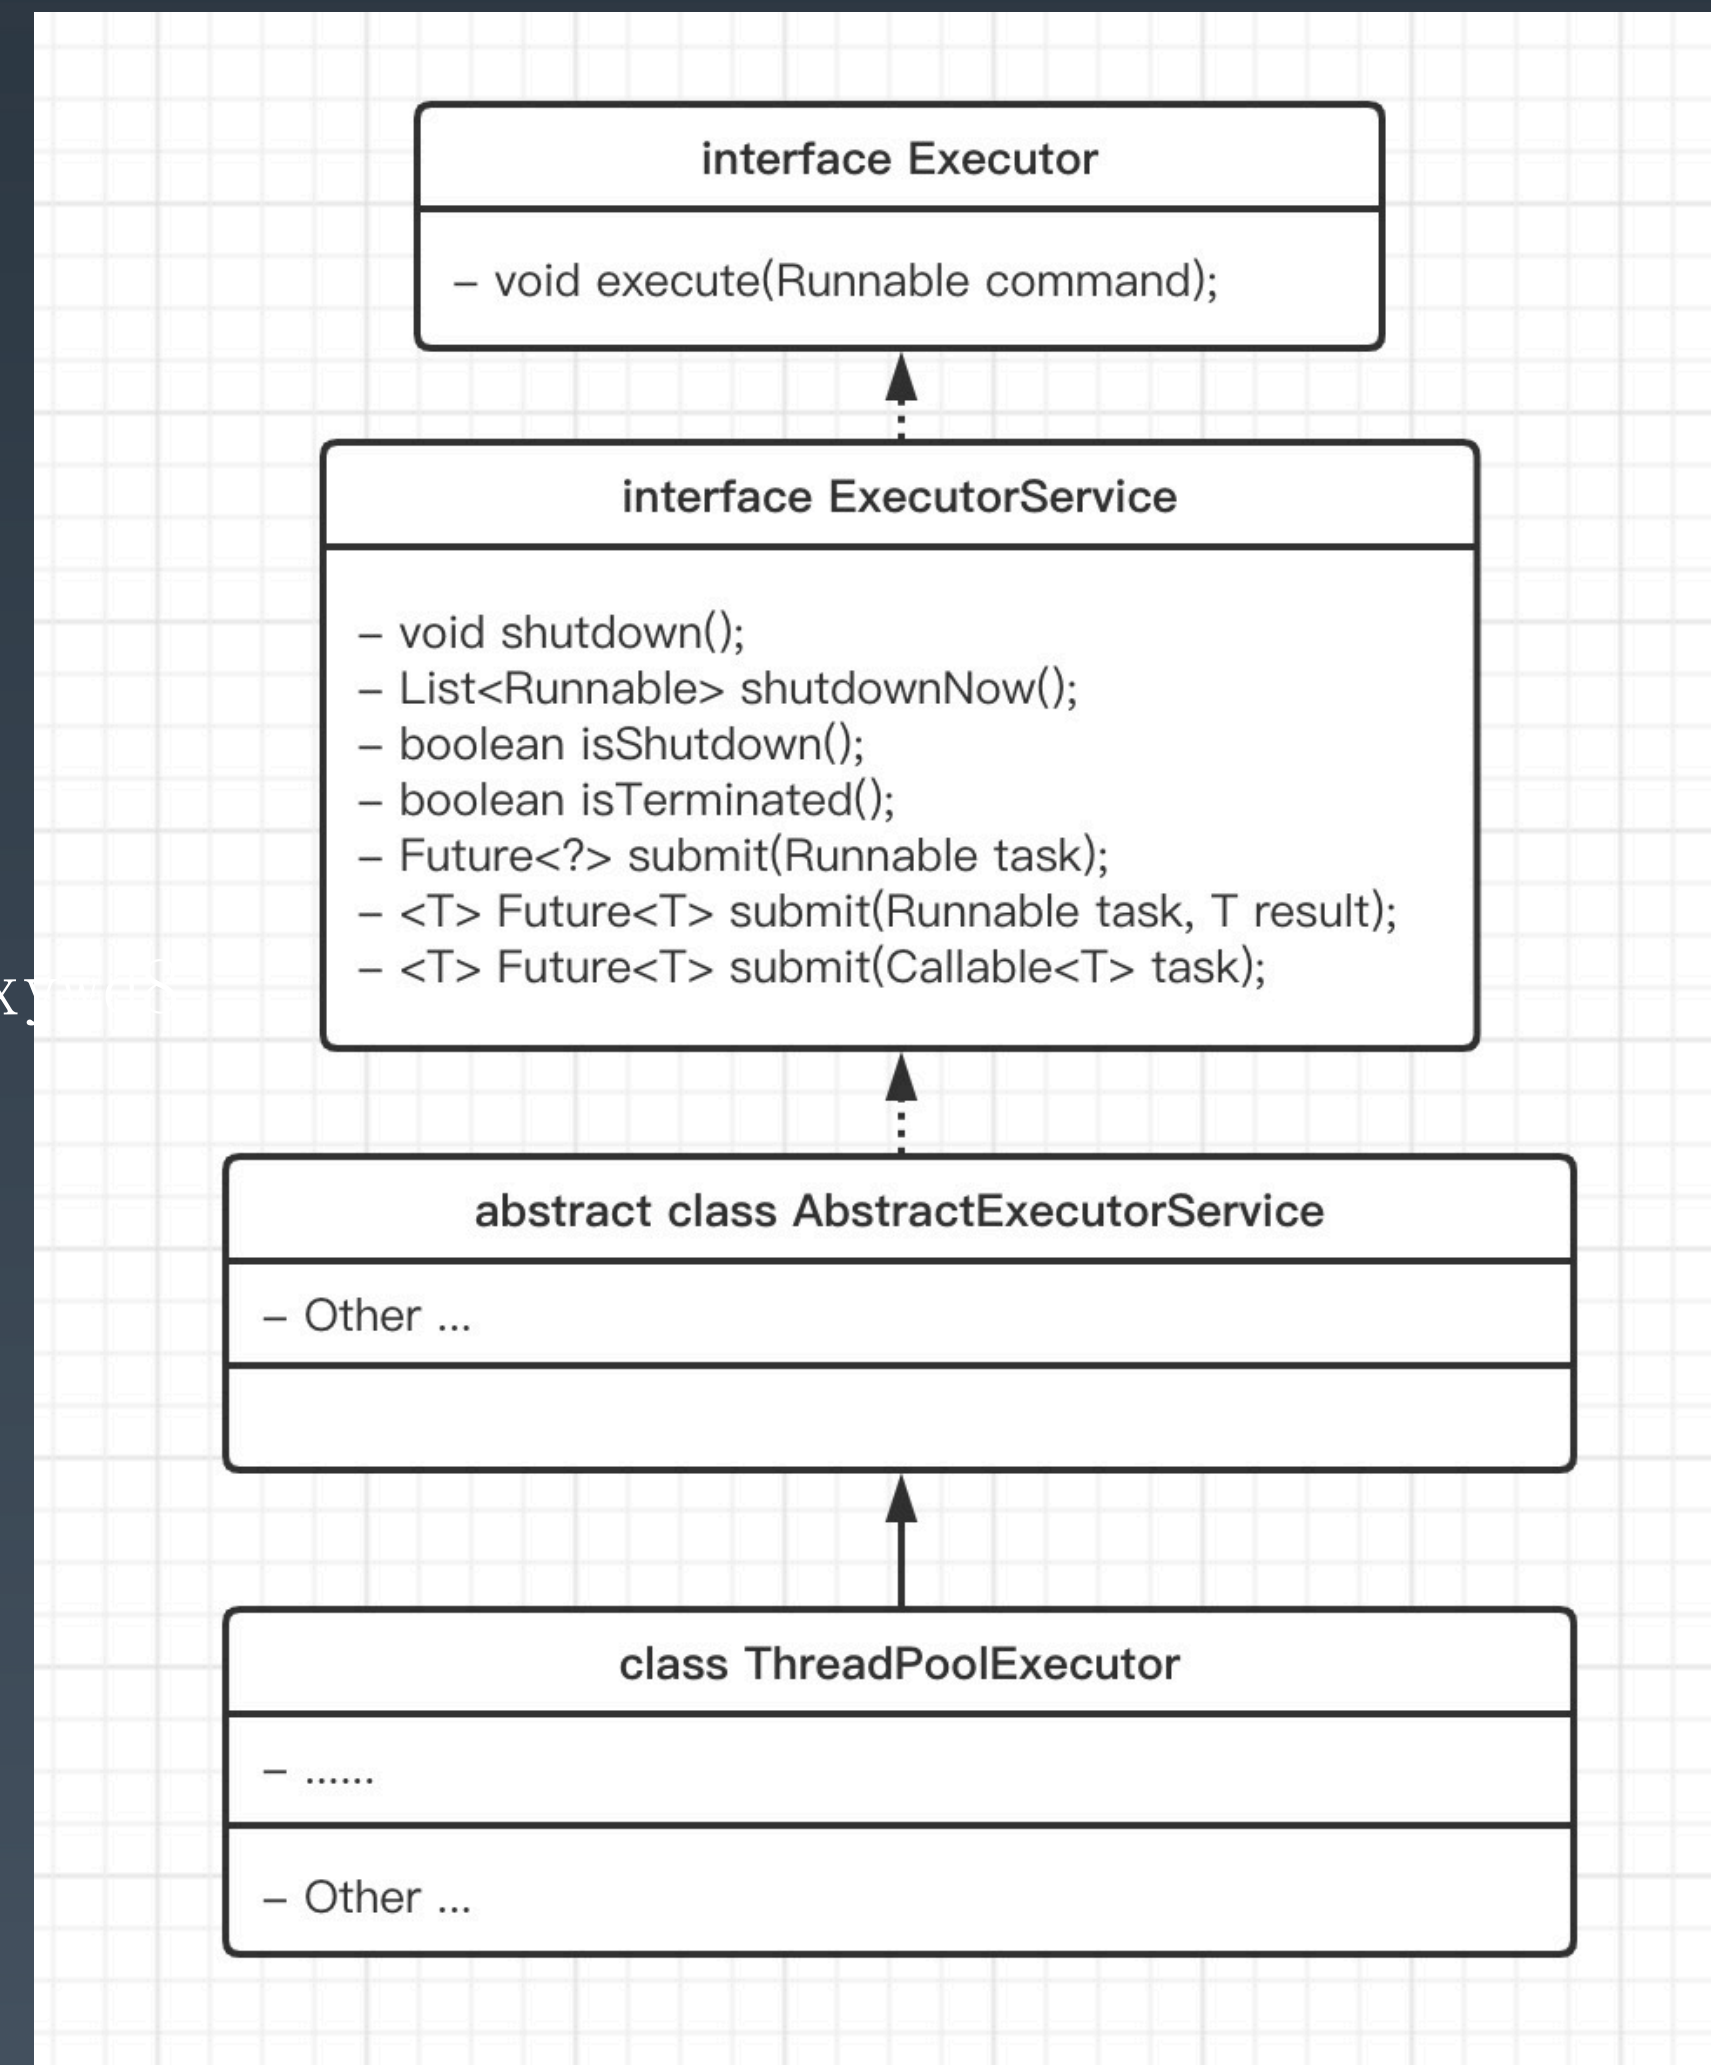 interface Executor
– void execute(Runnable command);
interface ExecutorService
– void shutdown();
– List<Runnable> shutdownNow();
– boolean isShutdown();
– boolean isTerminated();
– Future<?> submit(Runnable task);
– <T> Future<T> submit(Runnable task, T result);
– <T> Future<T> submit(Callable<T> task);
abstract class AbstractExecutorService
– Other ...
class ThreadPoolExecutor
– ......
– Other ...